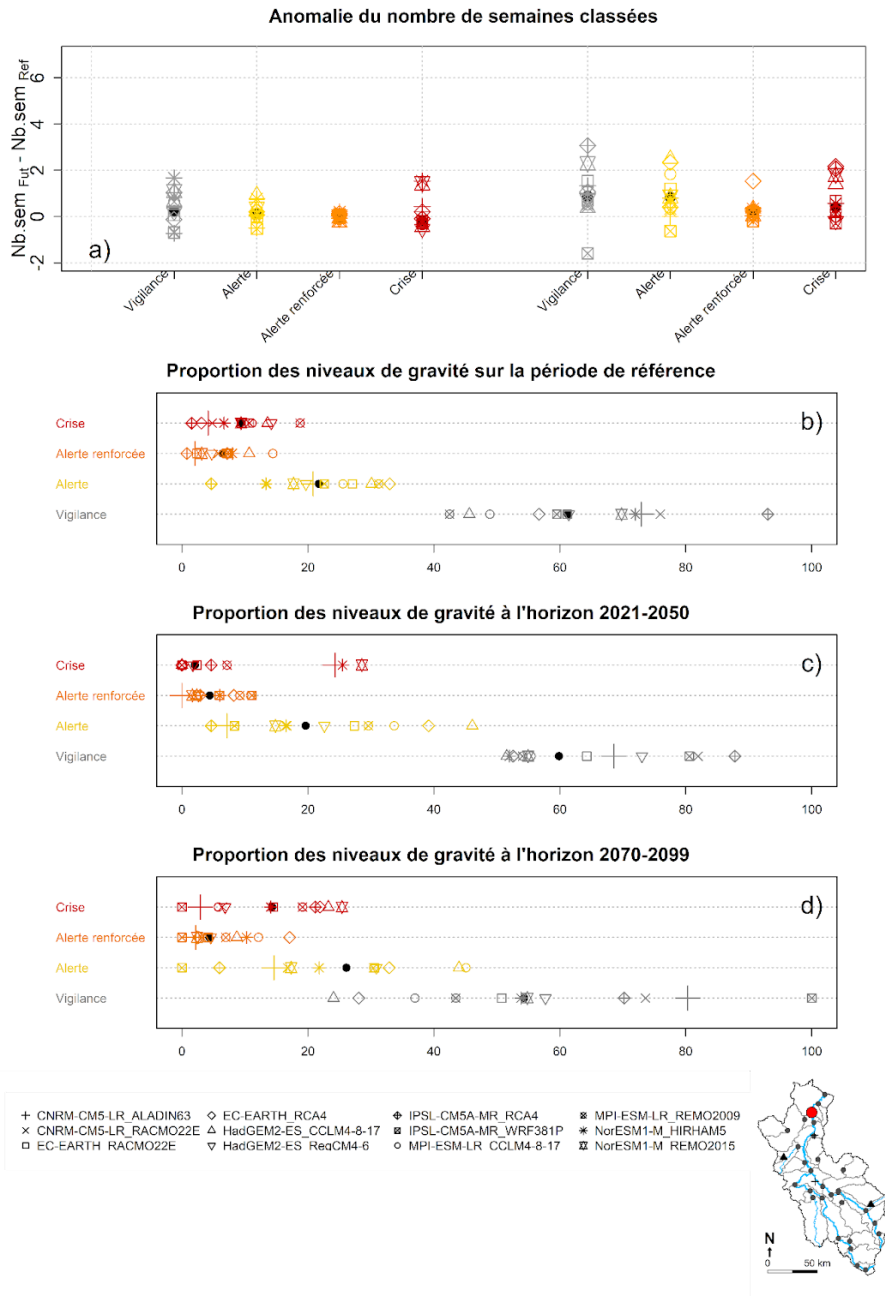 Anomalie du nombre de semaines classées
Nb.sem Fut - Nb.sem Ref
6
4
2
0
-2
a)
Vigilance
Alerte
Alerte renforcée
Crise
Vigilance
Alerte
Alerte renforcée
Crise
Proportion des niveaux de gravité sur la période de référence
b)
Crise
Alerte renforcée
Alerte
Vigilance
0 20 40 60 80 100
Proportion des niveaux de gravité à l'horizon 2021-2050
c)
Crise
Alerte renforcée
Alerte
Vigilance
0 20 40 60 80 100
Proportion des niveaux de gravité à l'horizon 2070-2099
d)
Crise
Alerte renforcée
Alerte
Vigilance
0 20 40 60 80 100
CNRM-CM5-LR_ALADIN63 EC-EARTH_RCA4 IPSL-CM5A-MR_RCA4 MPI-ESM-LR_REMO2009
CNRM-CM5-LR_RACMO22E HadGEM2-ES_CCLM4-8-17 IPSL-CM5A-MR_WRF381P NorESM1-M_HIRHAM5
EC-EARTH_RACMO22E HadGEM2-ES_RegCM4-6 MPI-ESM-LR_CCLM4-8-17 NorESM1-M_REMO2015
N
0 50 km